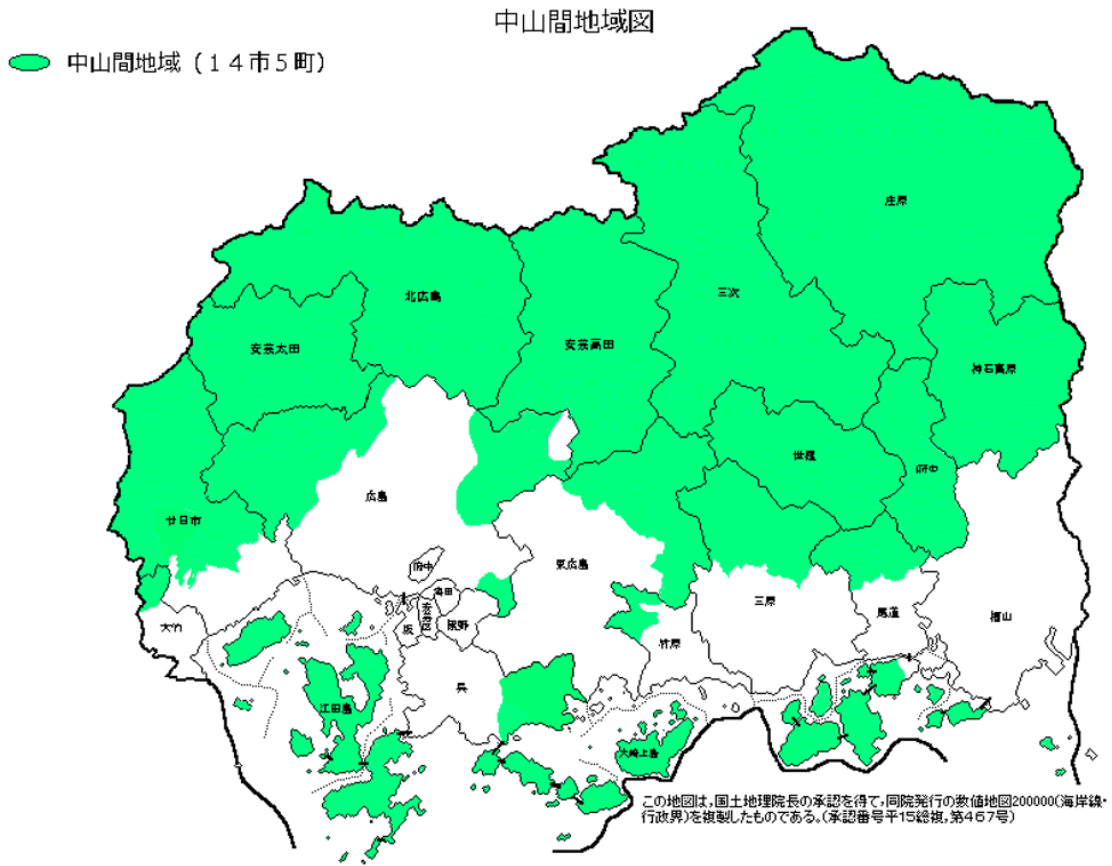 中山間地域図
中山間地域（１４市５町）
庄原
北広島
三次
安芸太田
安芸高田
神石高原
世羅
府中
広島
廿日市
府中
東広島
海田
三原
安芸区
熊野
尾道
福山
大竹
坂
竹原
呉
江田島
大崎上島
この地図は，国土地理院長の承認を得て，同院発行の数値地図200000（海岸線・
行政界）を複製したものである。（承認番号平15総複，第467号）